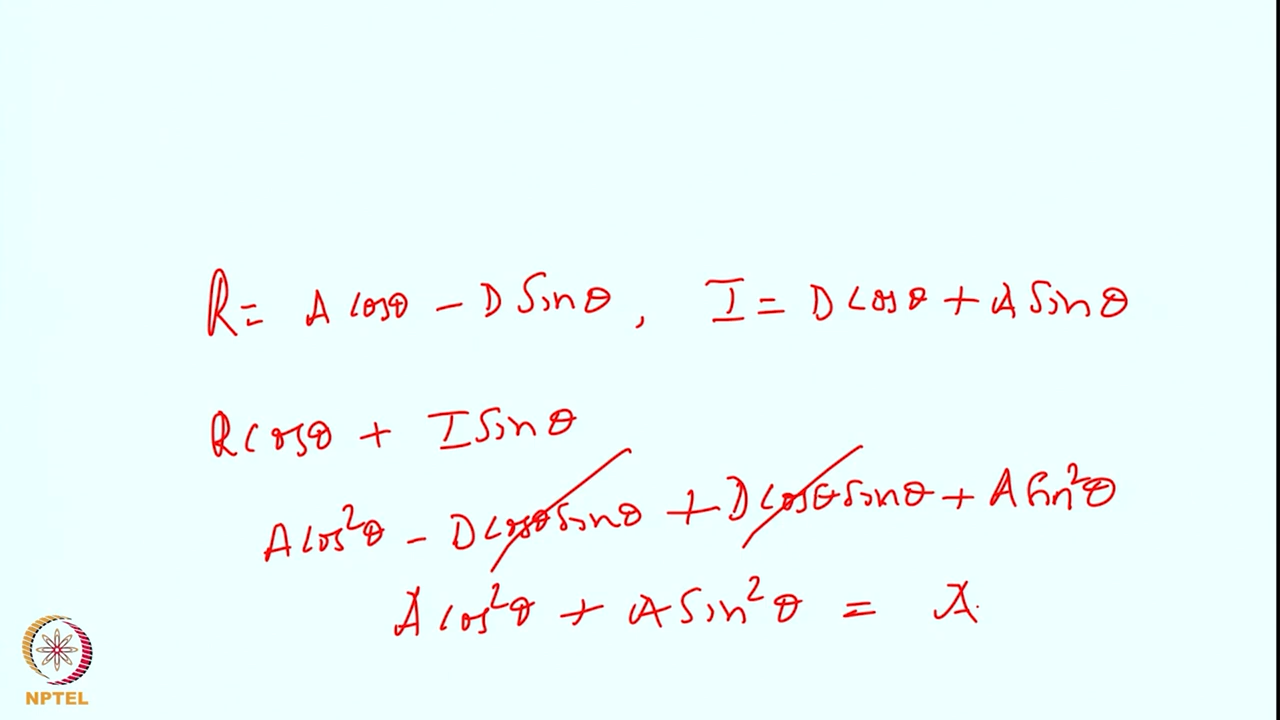 R = A cosθ - D Sinθ, I = D cosθ + A Sinθ
R cosθ + I Sinθ
A cos²θ - D cosθ Sinθ + D cosθ Sinθ + A Sin²θ
A cos²θ + A Sin²θ = A.
NPTEL